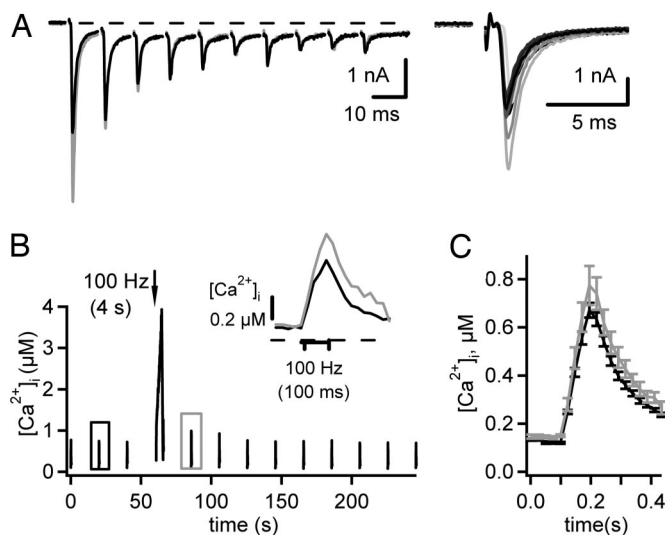 A
1 nA
10 ms
1 nA
5 ms
B
100 Hz
(4 s)
[Ca2+]i
0.2 µM
100 Hz
(100 ms)
[Ca2+]i (µM)
4
3
2
1
0
0 50 100 150 200
time (s)
C
[Ca2+]i, µM
0.8
0.6
0.4
0.2
0.0
0.0 0.2 0.4
time(s)